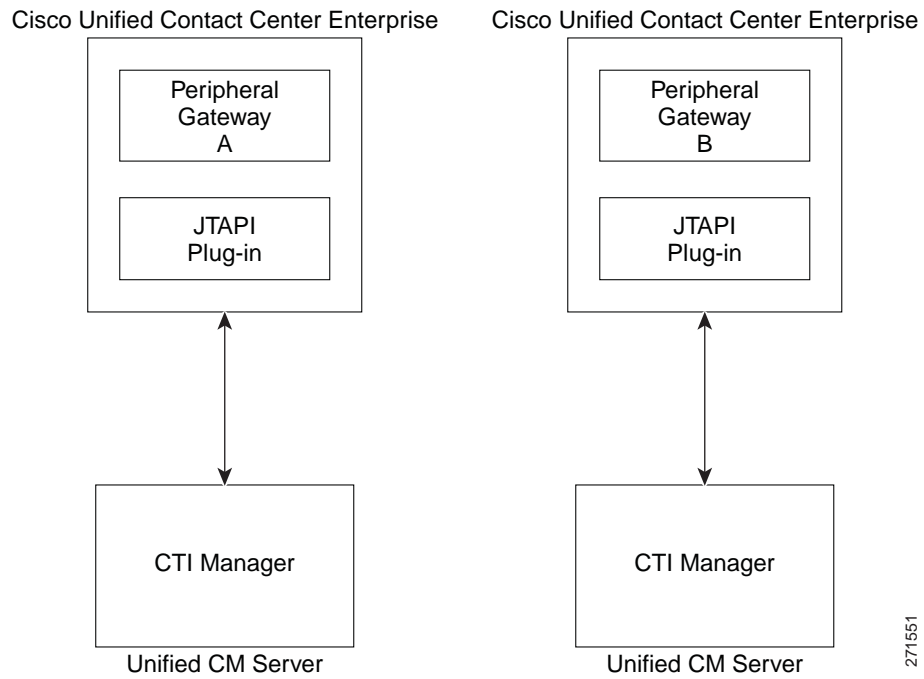 Cisco Unified Contact Center Enterprise
Peripheral
Gateway
A
JTAPI
Plug-in
CTI Manager
Unified CM Server
Cisco Unified Contact Center Enterprise
Peripheral
Gateway
B
JTAPI
Plug-in
CTI Manager
Unified CM Server
271551